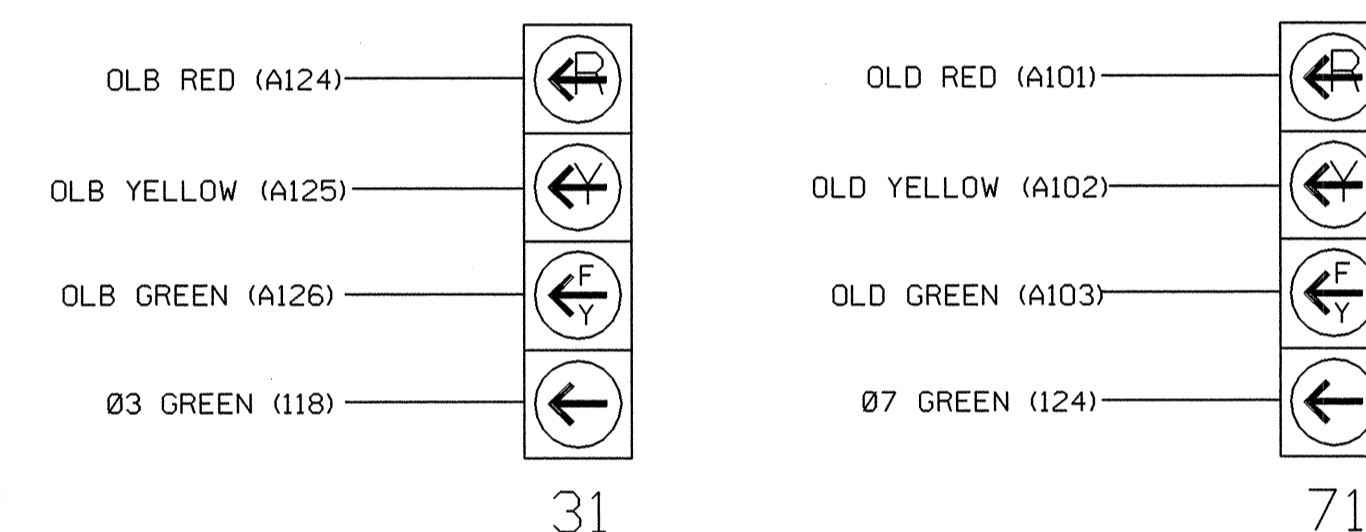 OLB RED (A124)
R
OLB YELLOW (A125)
Y
OLB GREEN (A126)
F
Y
Ø3 GREEN (118)
31
OLD RED (A101)
R
OLD YELLOW (A102)
Y
OLD GREEN (A103)
F
Y
Ø7 GREEN (124)
71